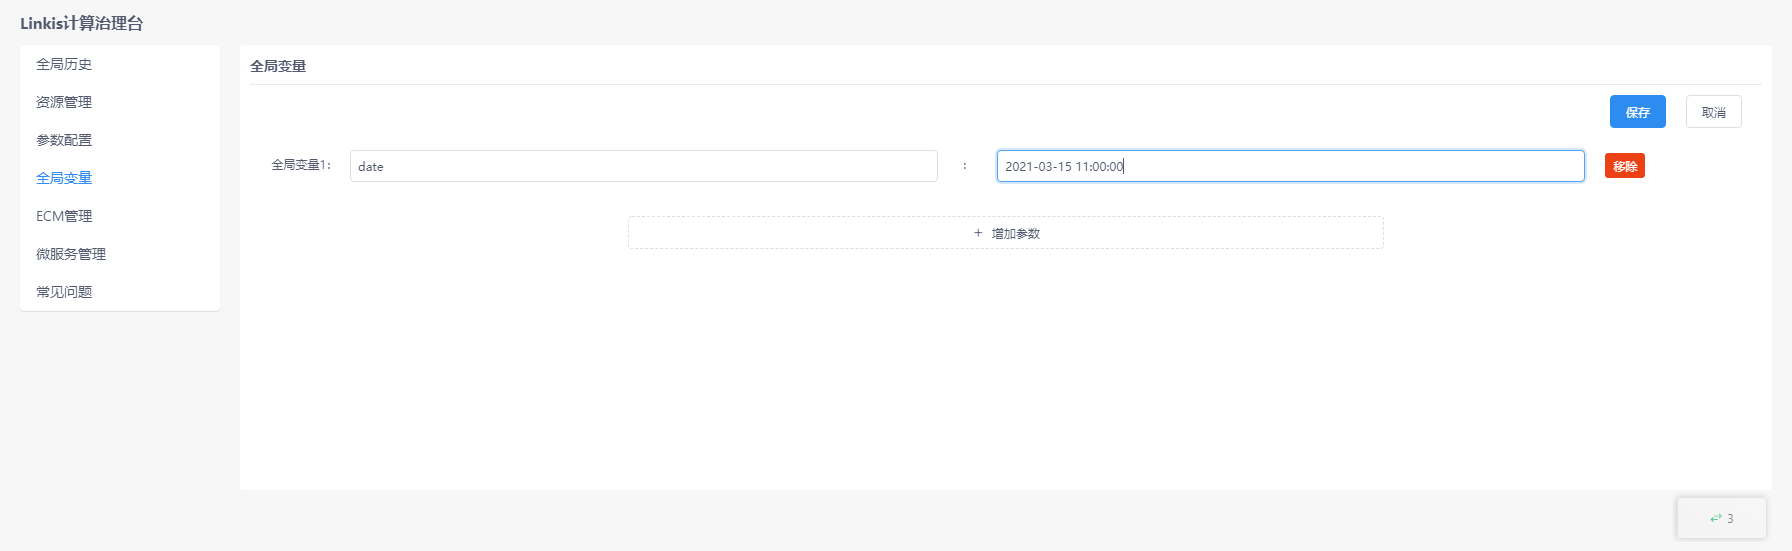 Linkis计算治理台
全局历史
资源管理
参数配置
全局变量
ECM管理
微服务管理
常见问题
全局变量
保存 取消
全局变量1: date : 2021-03-15 11:00:00 移除
+ 增加参数
3